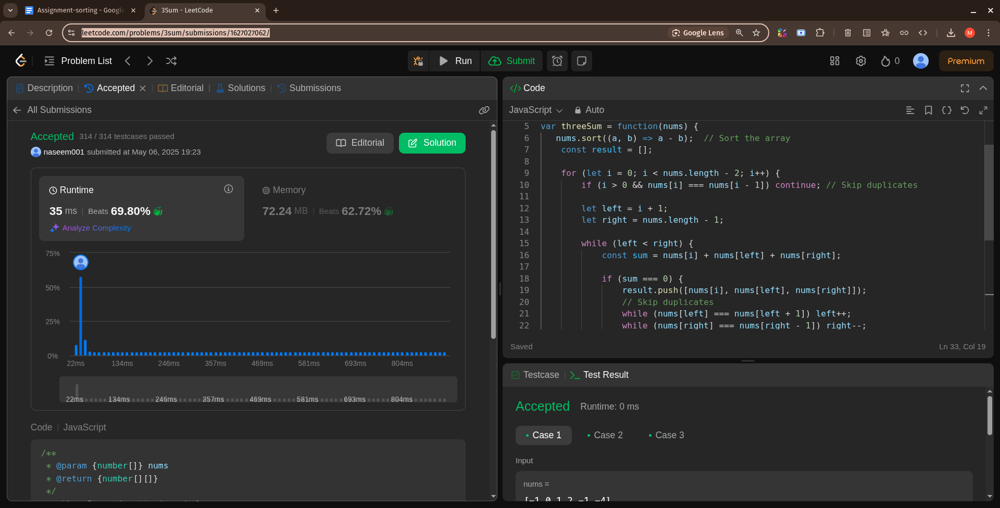 Assignment-sorting - Google
3Sum - LeetCode
leetcode.com/problems/3sum/submissions/1627027062/
Google Lens
M
Problem List
Run
Submit
0
Premium
Description
Accepted
Editorial
Solutions
Submissions
All Submissions
Accepted 314 / 314 testcases passed
naseem001 submitted at May 06, 2025 19:23
Editorial
Solution
Runtime
35 ms | Beats 69.80%
Analyze Complexity
Memory
72.24 MB | Beats 62.72%
75%
50%
25%
0%
22ms 134ms 246ms 357ms 469ms 581ms 693ms 804ms
22ms 134ms 246ms 357ms 469ms 581ms 693ms 804ms
Code | JavaScript
/**
* @param {number[]} nums
* @return {number[][]}
*/
Code
JavaScript
Auto
5 var threeSum = function(nums) {
6 nums.sort((a, b) => a - b); // Sort the array
7 const result = [];
8
9 for (let i = 0; i < nums.length - 2; i++) {
10 if (i > 0 && nums[i] === nums[i - 1]) continue; // Skip duplicates
11
12 let left = i + 1;
13 let right = nums.length - 1;
14
15 while (left < right) {
16 const sum = nums[i] + nums[left] + nums[right];
17
18 if (sum === 0) {
19 result.push([nums[i], nums[left], nums[right]]);
20 // Skip duplicates
21 while (nums[left] === nums[left + 1]) left++;
22 while (nums[right] === nums[right - 1]) right--;
Saved
Ln 33, Col 19
Testcase
Test Result
Accepted Runtime: 0 ms
Case 1
Case 2
Case 3
Input
nums =
[-1,0,1,2,-1,-4]